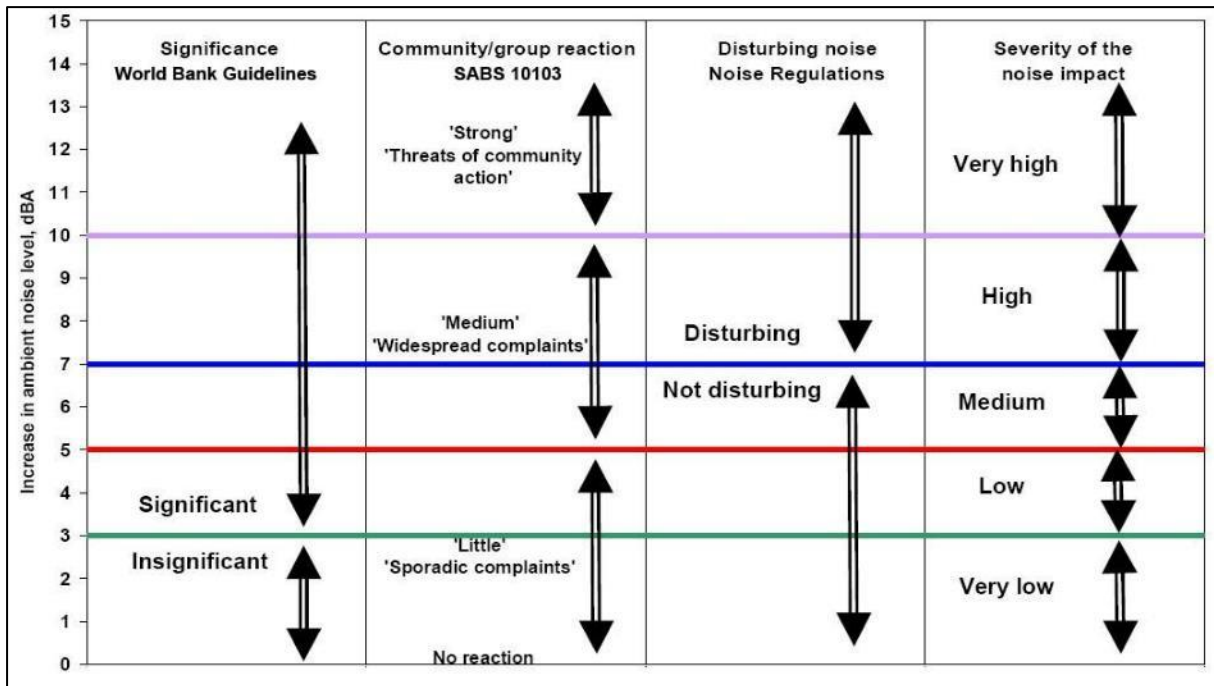 Increase in ambient noise level, dBA
15
14
13
12
11
10
9
8
7
6
5
4
3
2
1
0
Significance
World Bank Guidelines
Significant
Insignificant
Community/group reaction
SABS 10103
'Strong'
'Threats of community
action'
'Medium'
'Widespread complaints'
'Little'
'Sporadic complaints'
No reaction
Disturbing noise
Noise Regulations
Disturbing
Not disturbing
Severity of the
noise impact
Very high
High
Medium
Low
Very low